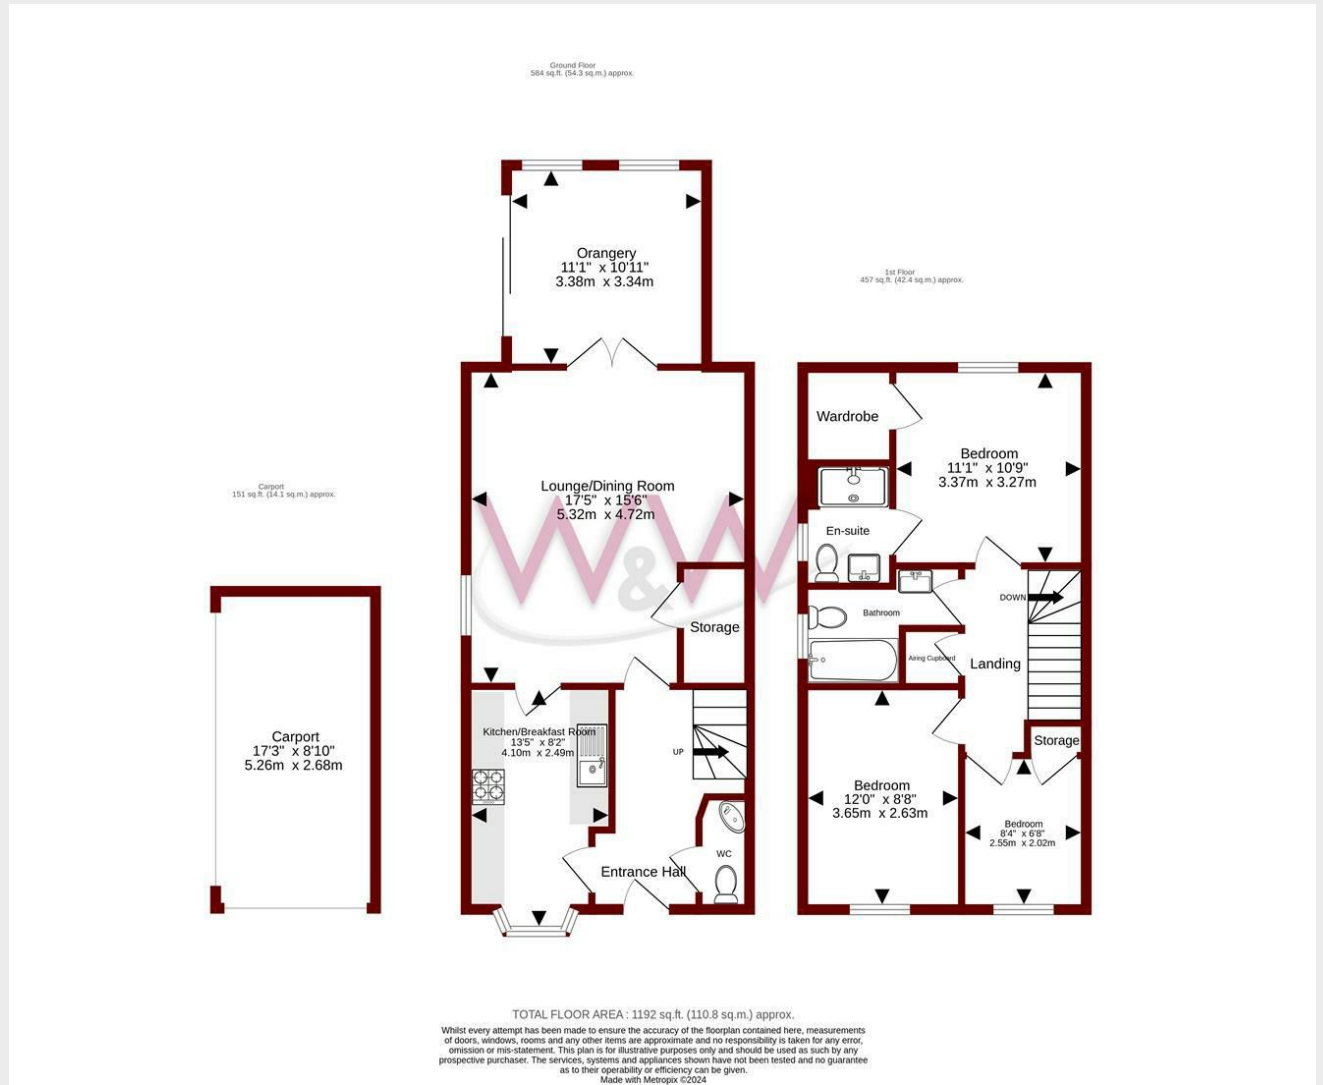 Ground Floor
584 sq.ft. (54.3 sq.m.) approx.
Orangery
11'1" x 10'11"
3.38m x 3.34m
1st Floor
457 sq.ft. (42.4 sq.m.) approx.
Wardrobe
Bedroom
11'1" x 10'9"
3.37m x 3.27m
Carport
151 sq.ft. (14.1 sq.m.) approx.
Lounge/Dining Room
17'5" x 15'6"
5.32m x 4.72m
W&W
En-suite
DOWN
Bathroom
Storage
Airing Cupboard
Landing
Carport
17'3" x 8'10"
5.26m x 2.68m
Kitchen/Breakfast Room
13'5" x 8'2"
4.10m x 2.49m
UP
Storage
Bedroom
12'0" x 8'8"
3.65m x 2.63m
Bedroom
8'4" x 6'8"
2.55m x 2.02m
WC
Entrance Hall
TOTAL FLOOR AREA : 1192 sq.ft. (110.8 sq.m.) approx.
Whilst every attempt has been made to ensure the accuracy of the floorplan contained here, measurements
of doors, windows, rooms and any other items are approximate and no responsibility is taken for any error,
omission or mis-statement. This plan is for illustrative purposes only and should be used as such by any
prospective purchaser. The services, systems and appliances shown have not been tested and no guarantee
as to their operability or efficiency can be given.
Made with Metropix ©2024